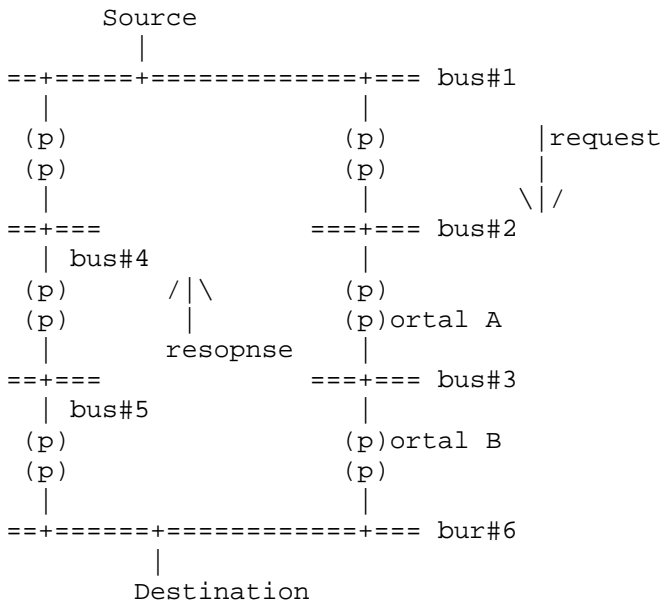 Source
|
==+=====+=============+=== bus#1
| |
(p) (p) |request
(p) (p) |
| | \|/
==+=== ===+=== bus#2
| bus#4 |
(p) /|\ (p)
(p) | (p)ortal A
| resopnse |
==+=== ===+=== bus#3
| bus#5 |
(p) (p)ortal B
(p) (p)
| |
==+======+============+=== bur#6
|
Destination